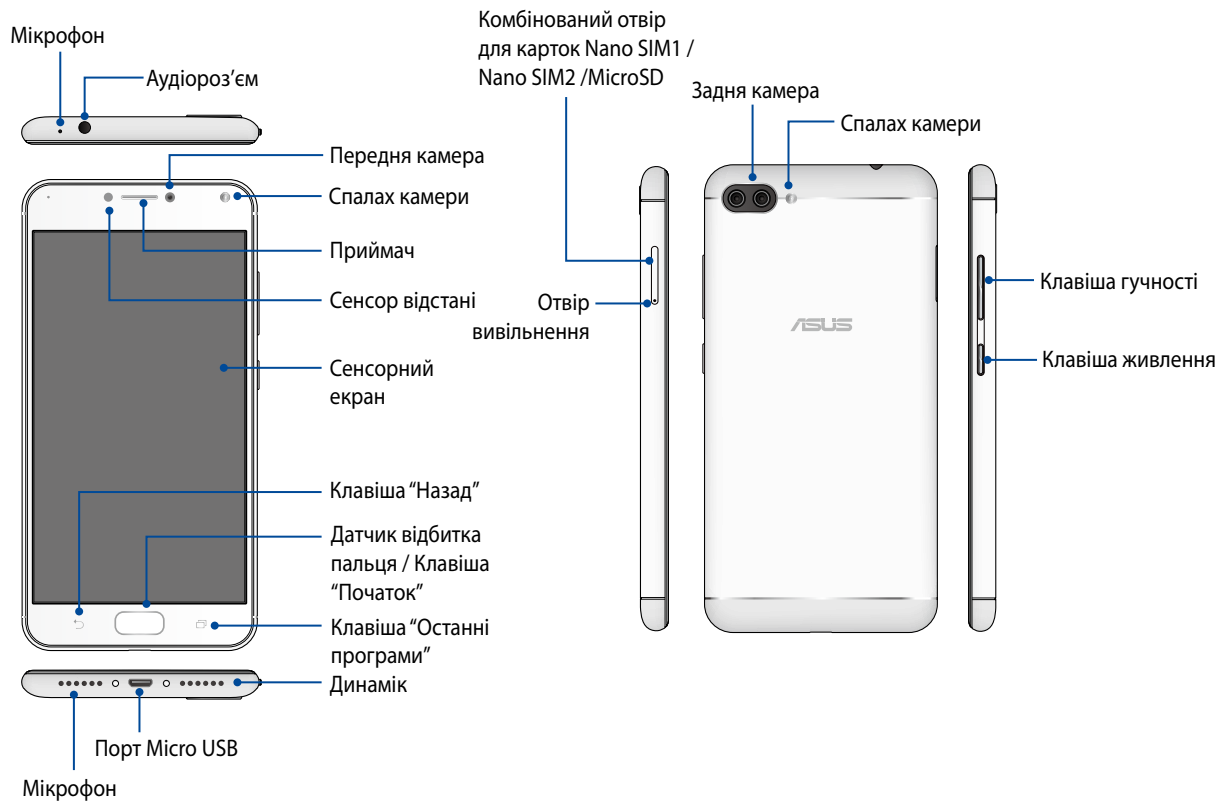 Мікрофон
Аудіороз’єм
Передня камера
Спалах камери
Приймач
Сенсор відстані
Сенсорний
екран
Клавіша “Назад”
Датчик відбитка
пальця / Клавіша
“Початок”
Клавіша “Останні
програми”
Динамік
Порт Micro USB
Мікрофон
Комбінований отвір
для карток Nano SIM1 /
Nano SIM2 /MicroSD
Задня камера
Спалах камери
Отвір
вивільнення
ASUS
Клавіша гучності
Клавіша живлення